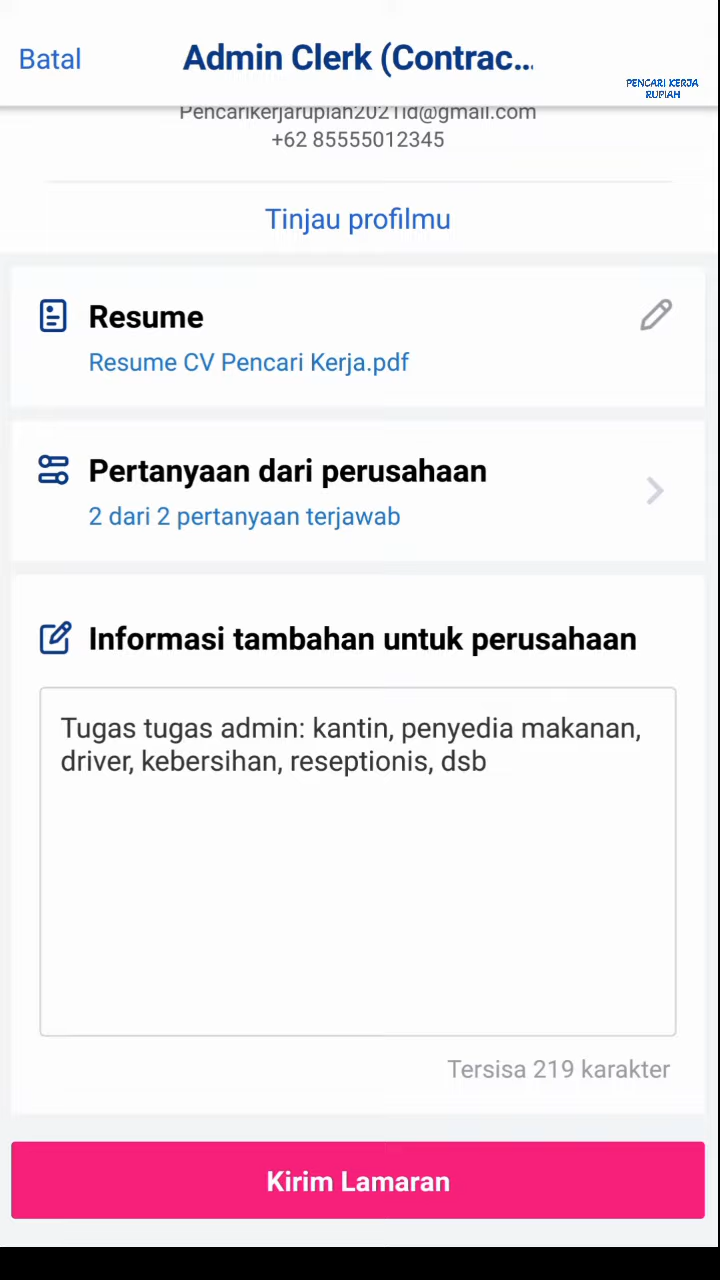 Batal
Admin Clerk (Contrac...
PENCARI KERJA
RUPIAH
Pencarikerjarupiah2021id@gmail.com
+62 85555012345
Tinjau profilmu
Resume
Resume CV Pencari Kerja.pdf
Pertanyaan dari perusahaan
2 dari 2 pertanyaan terjawab
Informasi tambahan untuk perusahaan
Tugas tugas admin: kantin, penyedia makanan,
driver, kebersihan, reseptionis, dsb
Tersisa 219 karakter
Kirim Lamaran